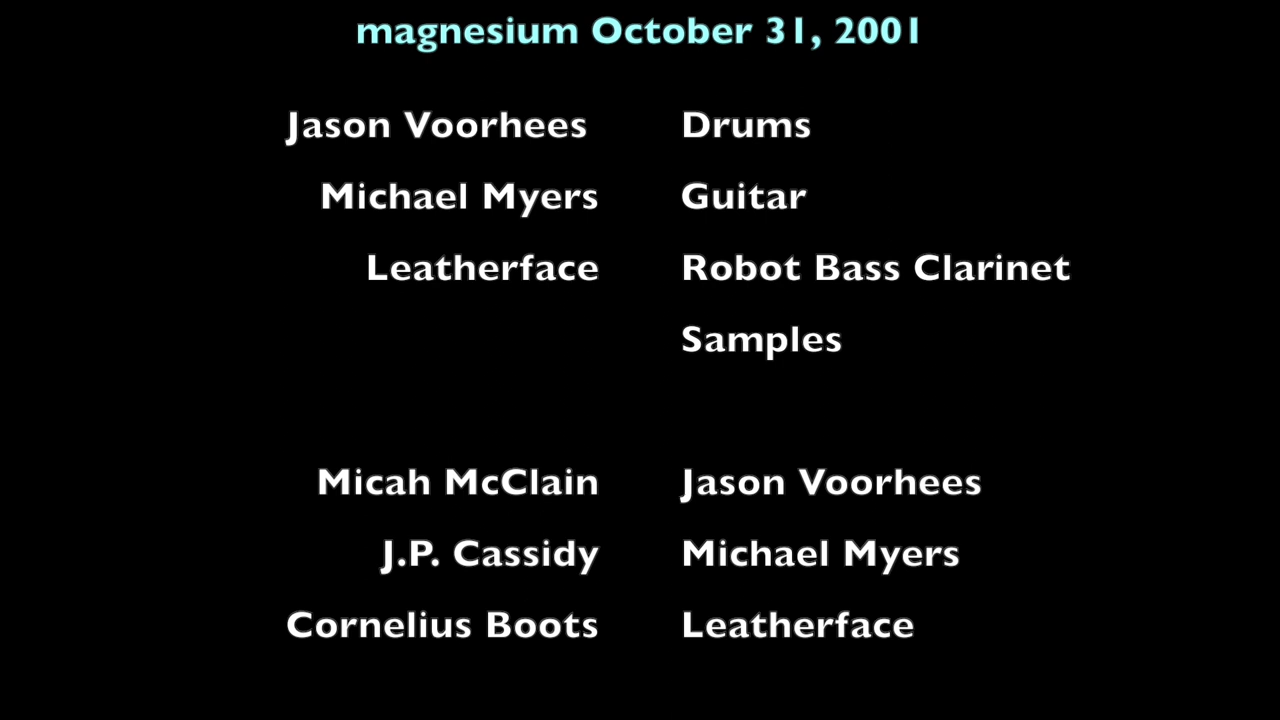 magnesium October 31, 2001
Jason Voorhees Drums
Michael Myers Guitar
Leatherface Robot Bass Clarinet
Samples
Micah McClain Jason Voorhees
J.P. Cassidy Michael Myers
Cornelius Boots Leatherface